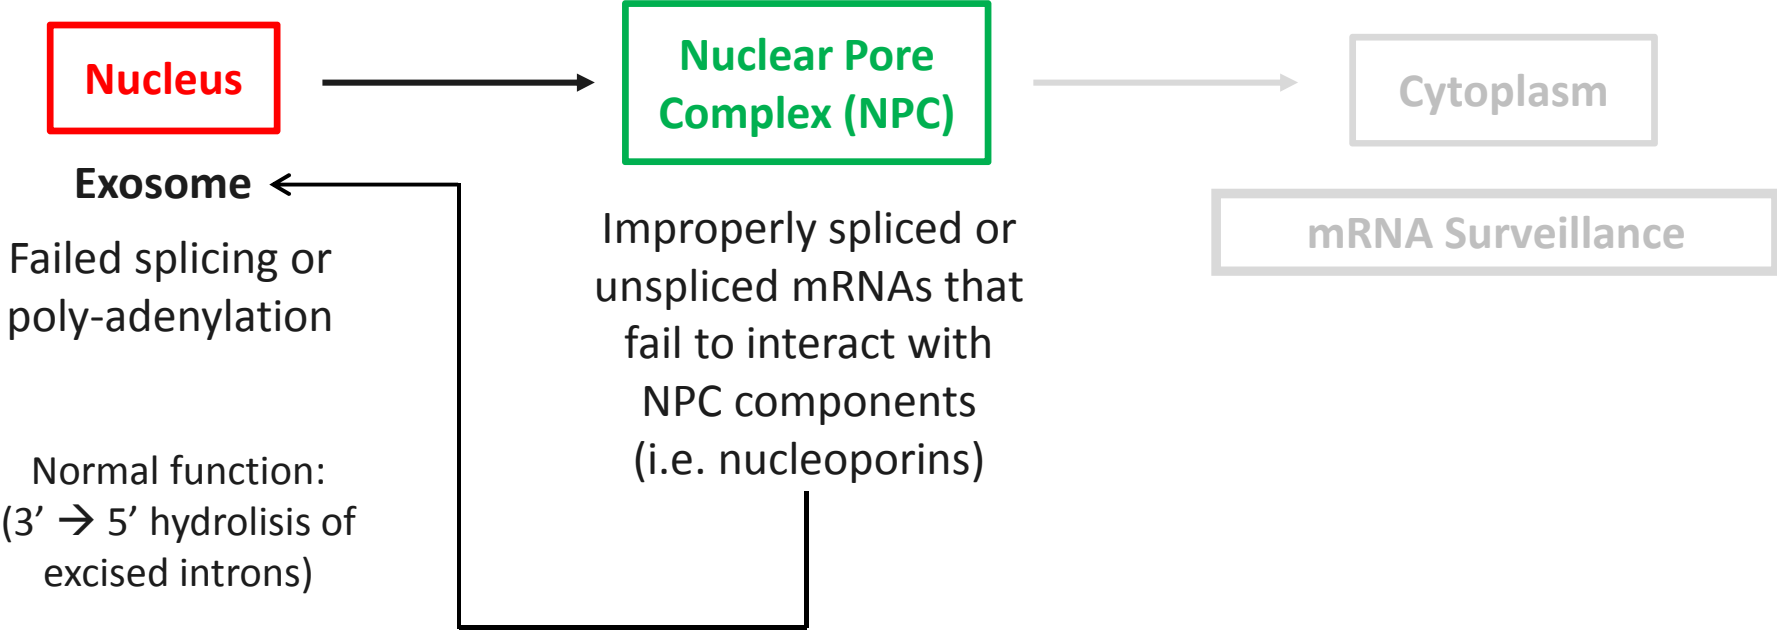 Nucleus
Exosome
Failed splicing or
poly-adenylation
Normal function:
(3’ → 5’ hydrolisis of
excised introns)
Nuclear Pore
Complex (NPC)
Improperly spliced or
unspliced mRNAs that
fail to interact with
NPC components
(i.e. nucleoporins)
Cytoplasm
mRNA Surveillance